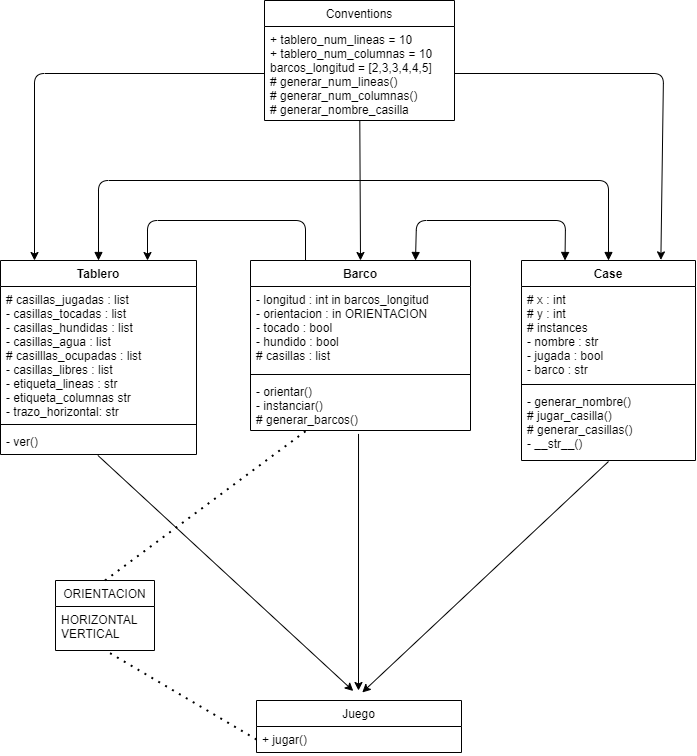 Conventions
+ tablero_num_lineas = 10
+ tablero_num_columnas = 10
barcos_longitud = [2,3,3,4,4,5]
# generar_num_lineas()
# generar_num_columnas()
# generar_nombre_casilla
Tablero
# casillas_jugadas : list
- casillas_tocadas : list
- casillas_hundidas : list
- casillas_agua : list
# casilllas_ocupadas : list
- casillas_libres : list
- etiqueta_lineas : str
- etiqueta_columnas str
- trazo_horizontal: str
- ver()
Barco
- longitud : int in barcos_longitud
- orientacion : in ORIENTACION
- tocado : bool
- hundido : bool
# casillas : list
- orientar()
- instanciar()
# generar_barcos()
Case
# x : int
# y : int
# instances
- nombre : str
- jugada : bool
- barco : str
- generar_nombre()
# jugar_casilla()
# generar_casillas()
- __str__()
ORIENTACION
HORIZONTAL
VERTICAL
Juego
+ jugar()